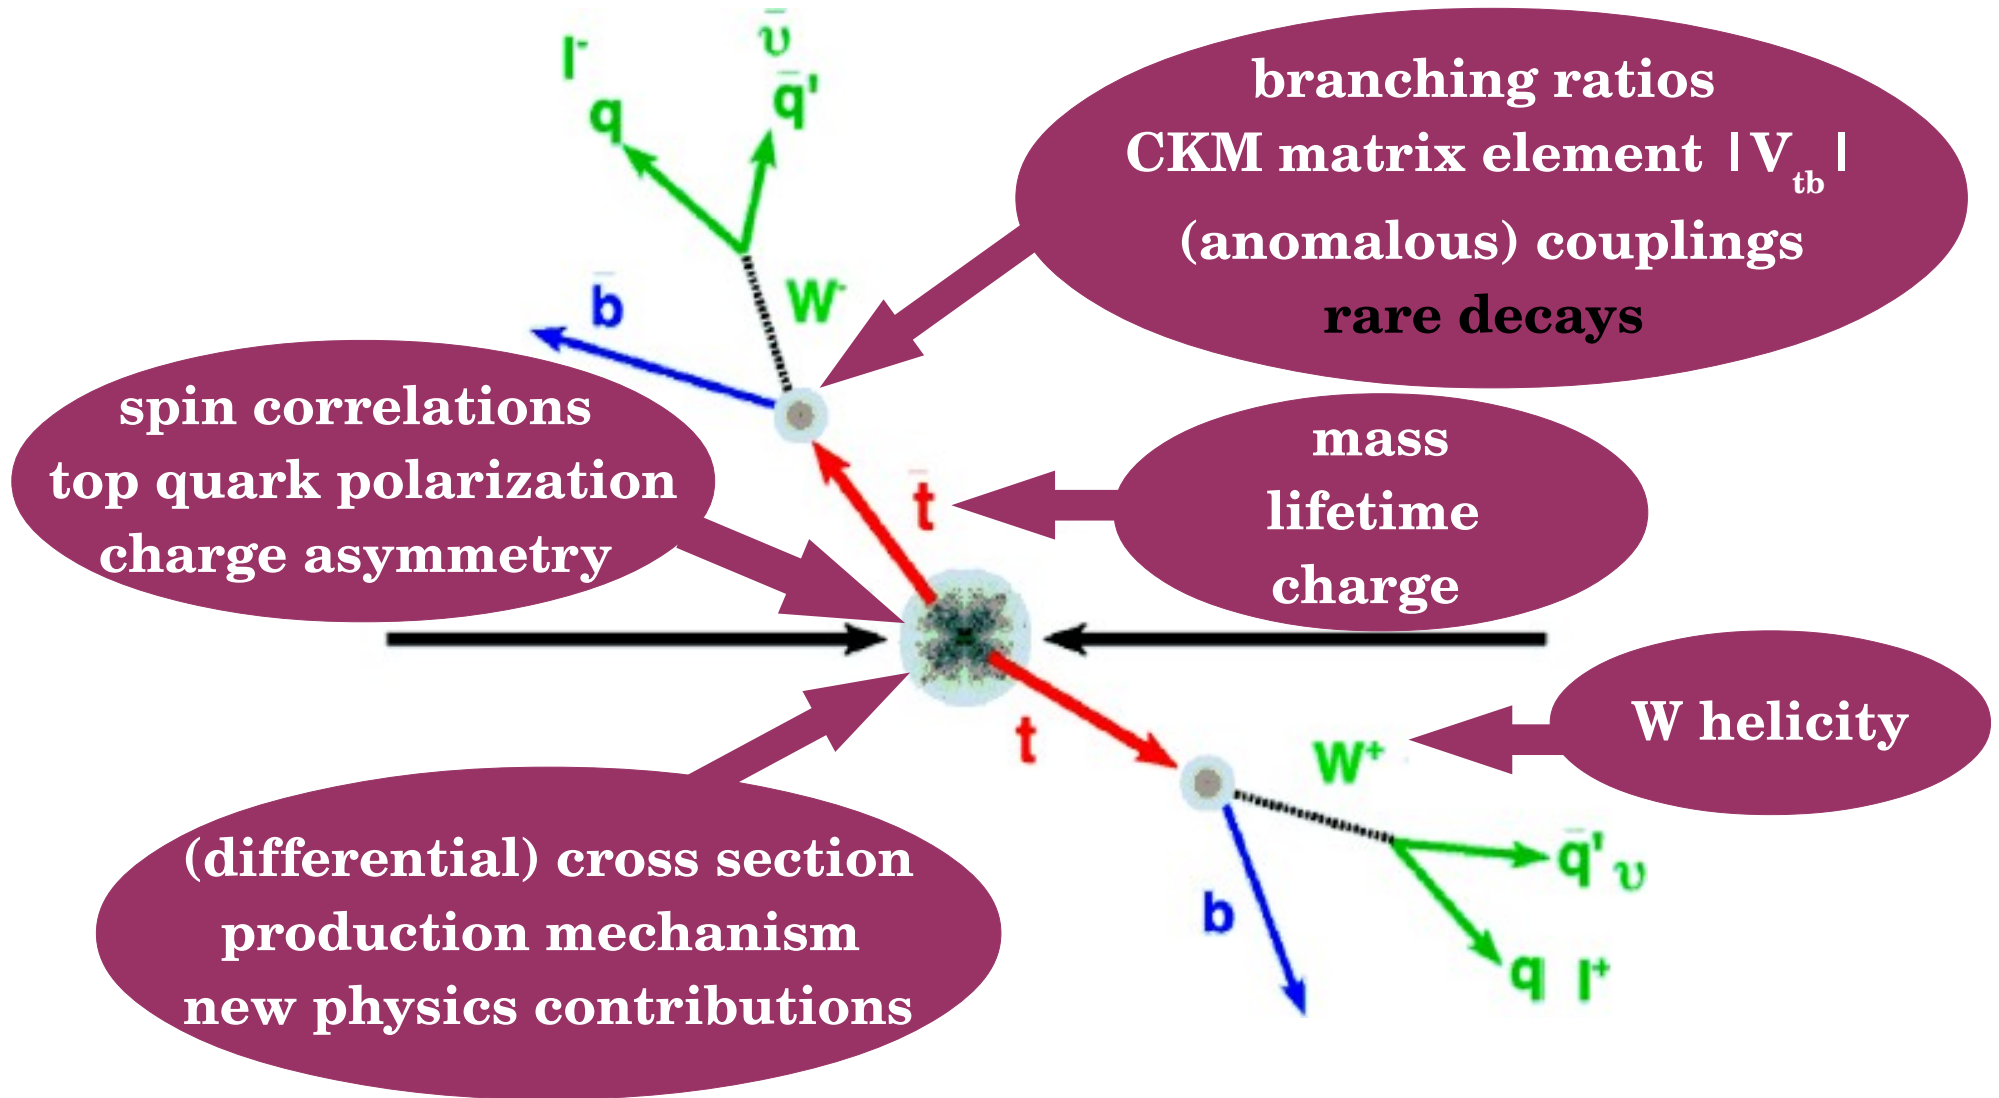 l⁻
ῡ
q
q̄'
branching ratios
CKM matrix element |V_tb|
(anomalous) couplings
rare decays
b̄
W⁻
spin correlations
top quark polarization
charge asymmetry
t̄
mass
lifetime
charge
t
W⁺
W helicity
(differential) cross section
production mechanism
new physics contributions
b
q̄' υ
q l⁺